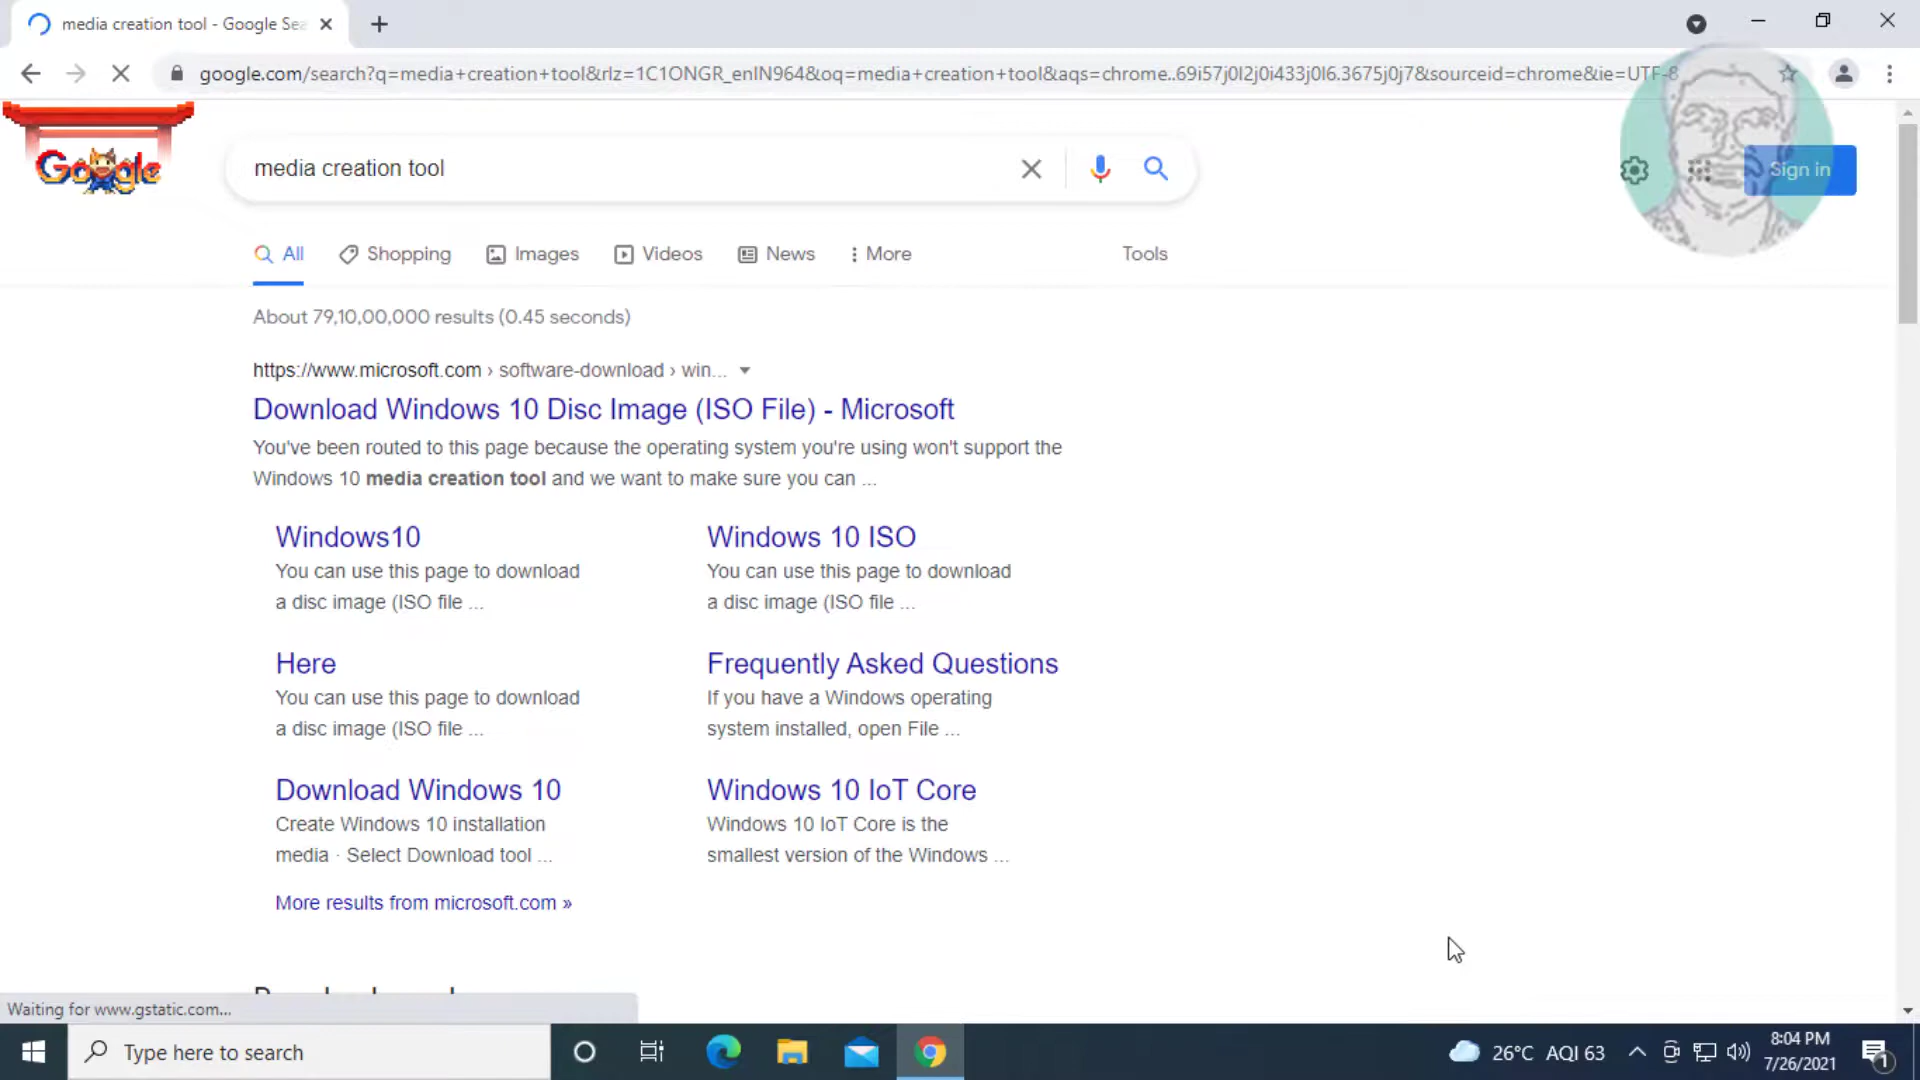 media creation tool - Google Sea
google.com/search?q=media+creation+tool&rlz=1C1ONGR_enIN964&oq=media+creation+tool&aqs=chrome..69i57j0l2j0i433j0l6.3675j0j7&sourceid=chrome&ie=UTF-8
Google
media creation tool
Sign in
All Shopping Images Videos News More Tools
About 79,10,00,000 results (0.45 seconds)
https://www.microsoft.com › software-download › win...
Download Windows 10 Disc Image (ISO File) - Microsoft
You've been routed to this page because the operating system you're using won't support the
Windows 10 media creation tool and we want to make sure you can ...
Windows10
You can use this page to download
a disc image (ISO file ...
Windows 10 ISO
You can use this page to download
a disc image (ISO file ...
Here
You can use this page to download
a disc image (ISO file ...
Frequently Asked Questions
If you have a Windows operating
system installed, open File ...
Download Windows 10
Create Windows 10 installation
media · Select Download tool ...
Windows 10 IoT Core
Windows 10 IoT Core is the
smallest version of the Windows ...
More results from microsoft.com »
Waiting for www.gstatic.com...
Type here to search
26°C AQI 63
8:04 PM
7/26/2021
1